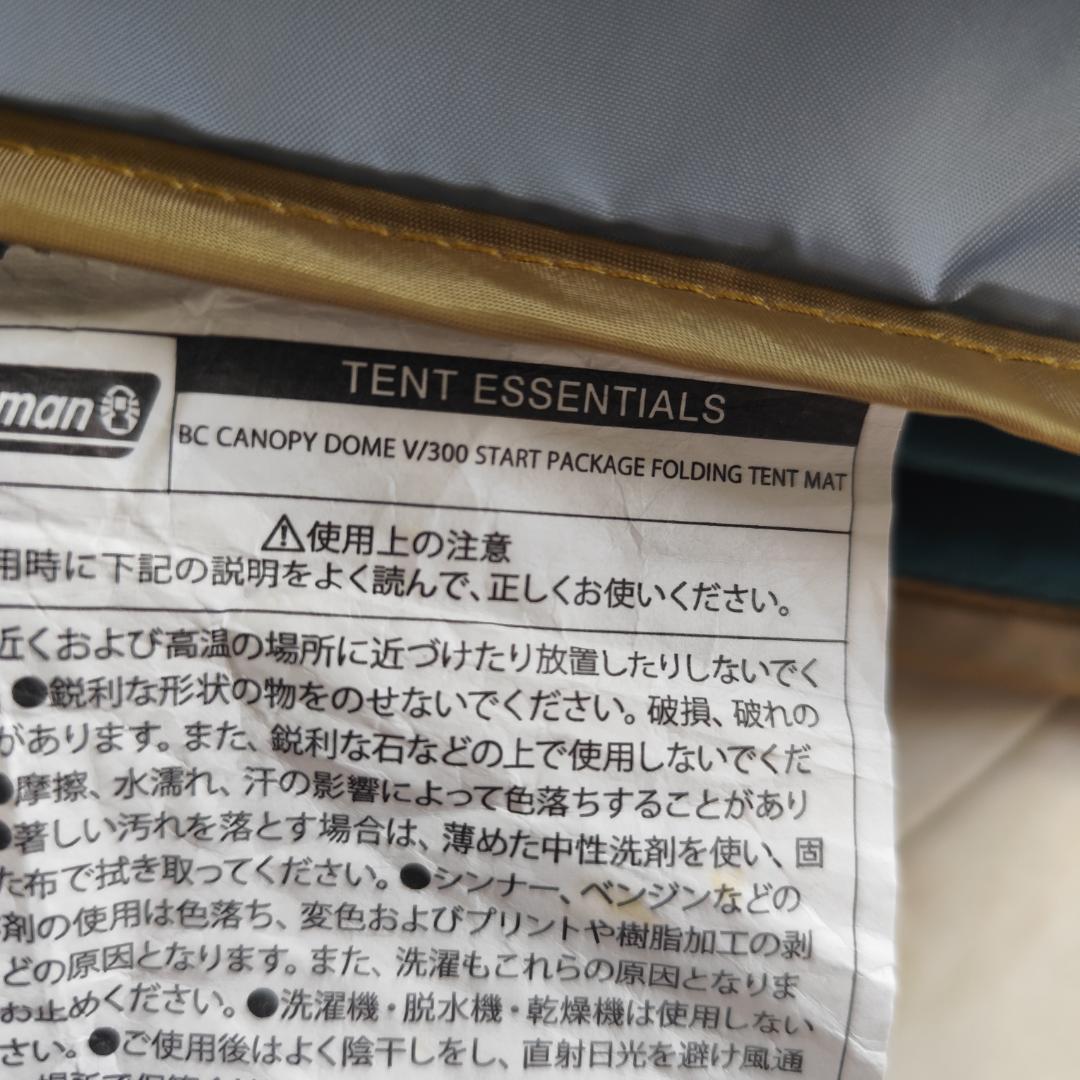 TENT ESSENTIALS
man
BC CANOPY DOME V/300 START PACKAGE FOLDING TENT MAT
⚠使用上の注意
用時に下記の説明をよく読んで、正しくお使いください。
近くおよび高温の場所に近づけたり放置したりしないでく
●鋭利な形状の物をのせないでください。破損、破れの
があります。また、鋭利な石などの上で使用しないでくだ
●摩擦、水濡れ、汗の影響によって色落ちすることがあり
●著しい汚れを落とす場合は、薄めた中性洗剤を使い、固
た布で拭き取ってください。●シンナー、ベンジンなどの
剤の使用は色落ち、変色およびプリントや樹脂加工の剥
どの原因となります。また、洗濯もこれらの原因となりま
お止めください。●洗濯機・脱水機・乾燥機は使用しない
さい。●ご使用後はよく陰干しをし、直射日光を避け風通